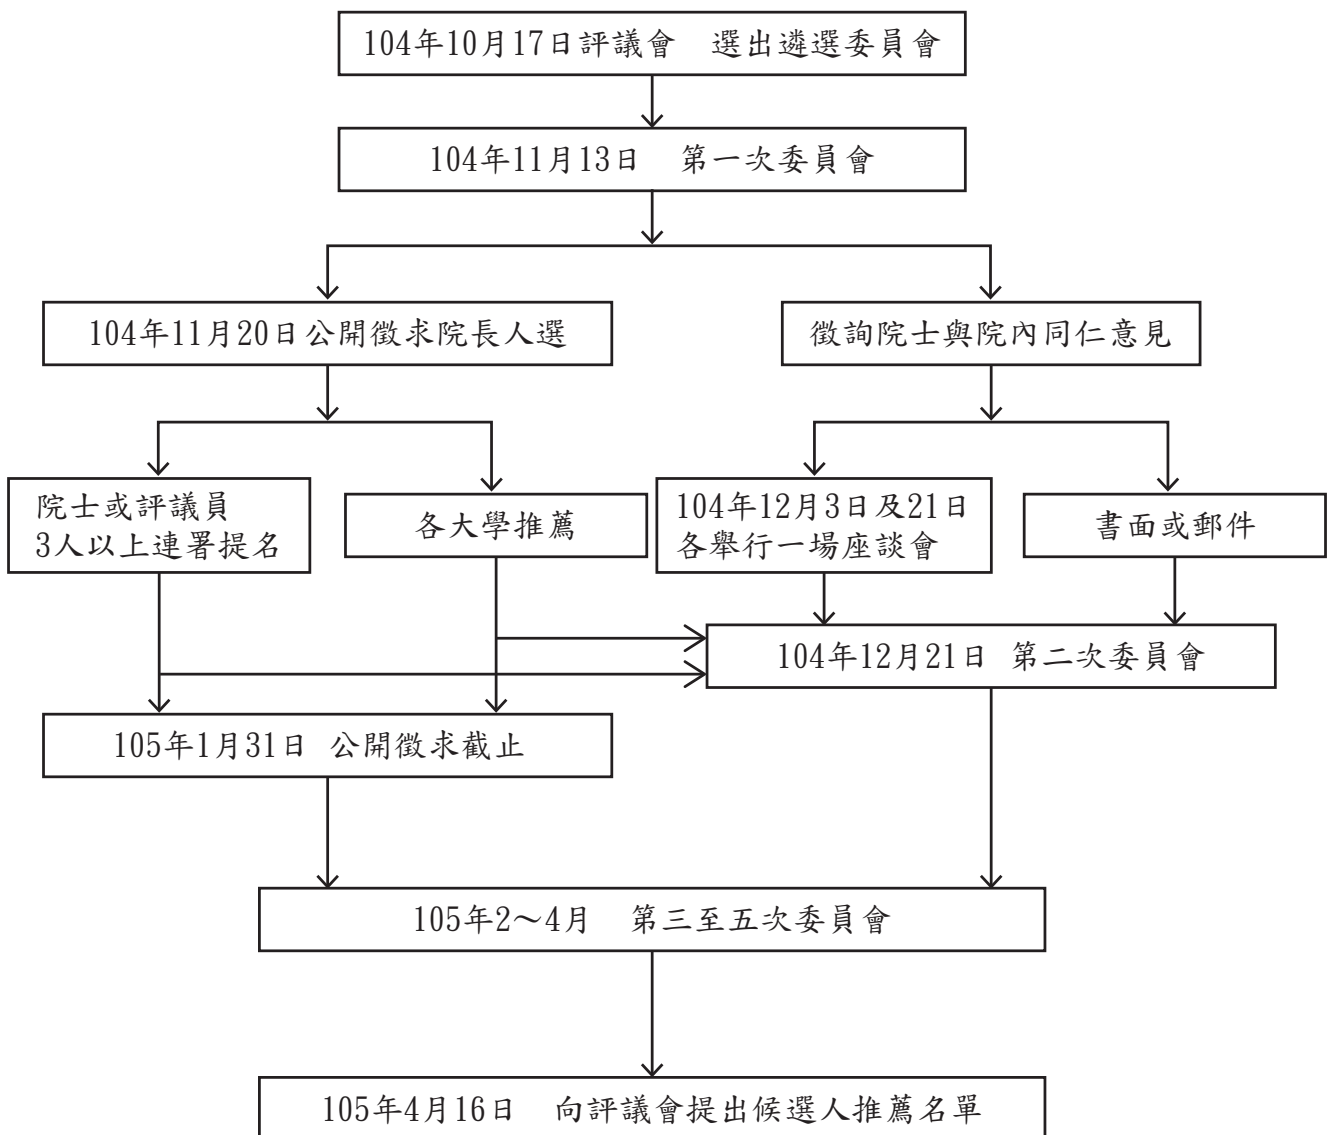 104年10月17日評議會　選出遴選委員會
104年11月13日　第一次委員會
104年11月20日公開徵求院長人選
徵詢院士與院內同仁意見
院士或評議員
3人以上連署提名
各大學推薦
104年12月3日及21日
各舉行一場座談會
書面或郵件
104年12月21日 第二次委員會
105年1月31日 公開徵求截止
105年2～4月　第三至五次委員會
105年4月16日　向評議會提出候選人推薦名單